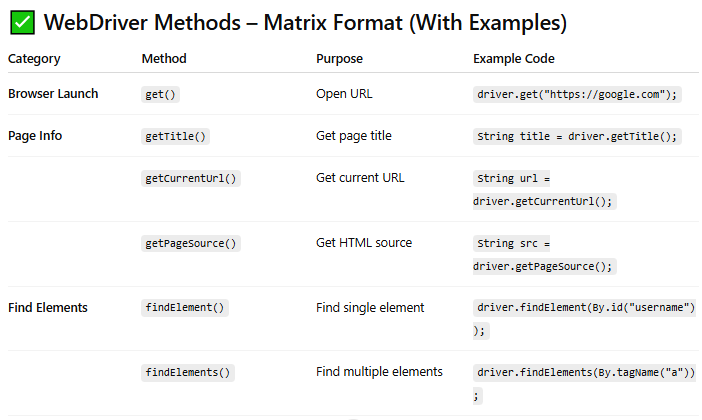 ✅ WebDriver Methods – Matrix Format (With Examples)
Category Method Purpose Example Code
Browser Launch get() Open URL driver.get("https://google.com");
Page Info getTitle() Get page title String title = driver.getTitle();
getCurrentUrl() Get current URL String url =
driver.getCurrentUrl();
getPageSource() Get HTML source String src =
driver.getPageSource();
Find Elements findElement() Find single element driver.findElement(By.id("username")
);
findElements() Find multiple elements driver.findElements(By.tagName("a"))
;